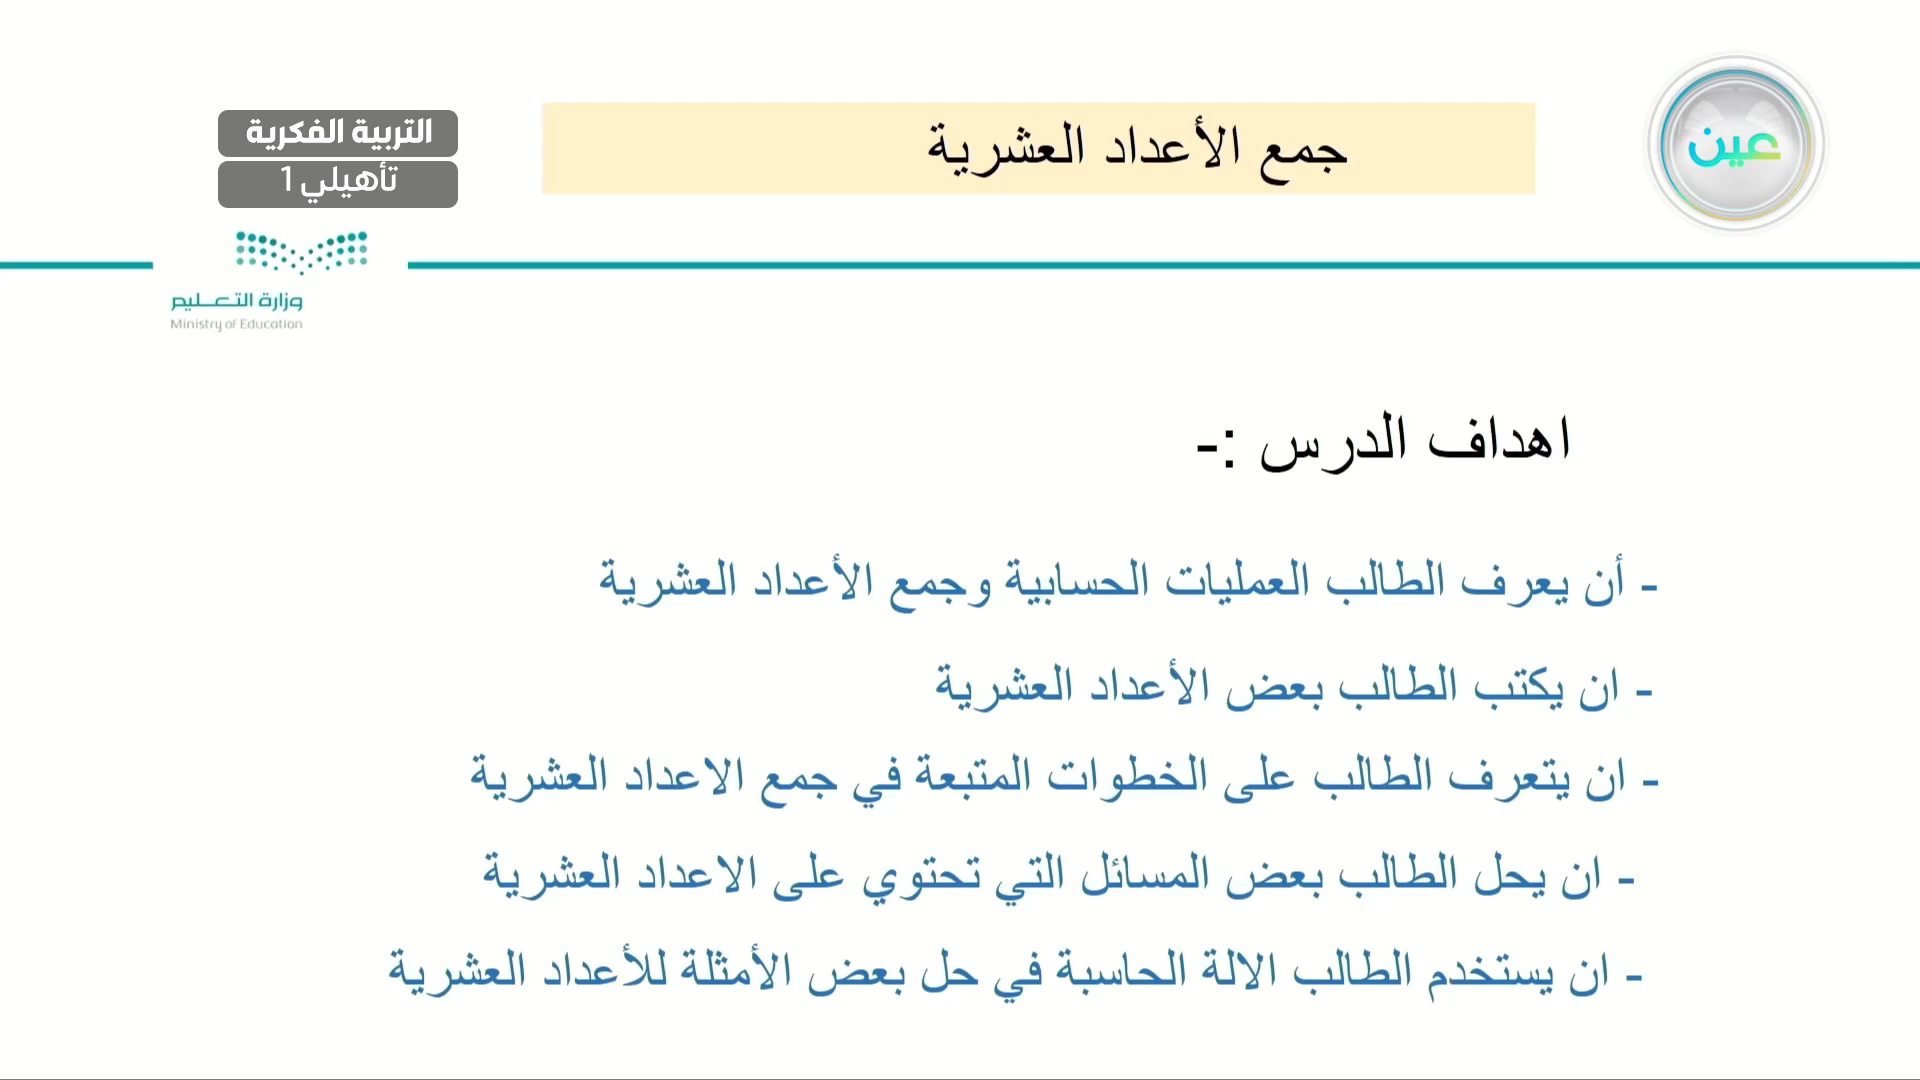 عين
جمع الأعداد العشرية
التربية الفكرية
تأهيلي 1
وزارة التعليم
Ministry of Education
اهداف الدرس :-
- أن يعرف الطالب العمليات الحسابية وجمع الأعداد العشرية
- ان يكتب الطالب بعض الأعداد العشرية
- ان يتعرف الطالب على الخطوات المتبعة في جمع الاعداد العشرية
- ان يحل الطالب بعض المسائل التي تحتوي على الاعداد العشرية
- ان يستخدم الطالب الالة الحاسبة في حل بعض الأمثلة للأعداد العشرية